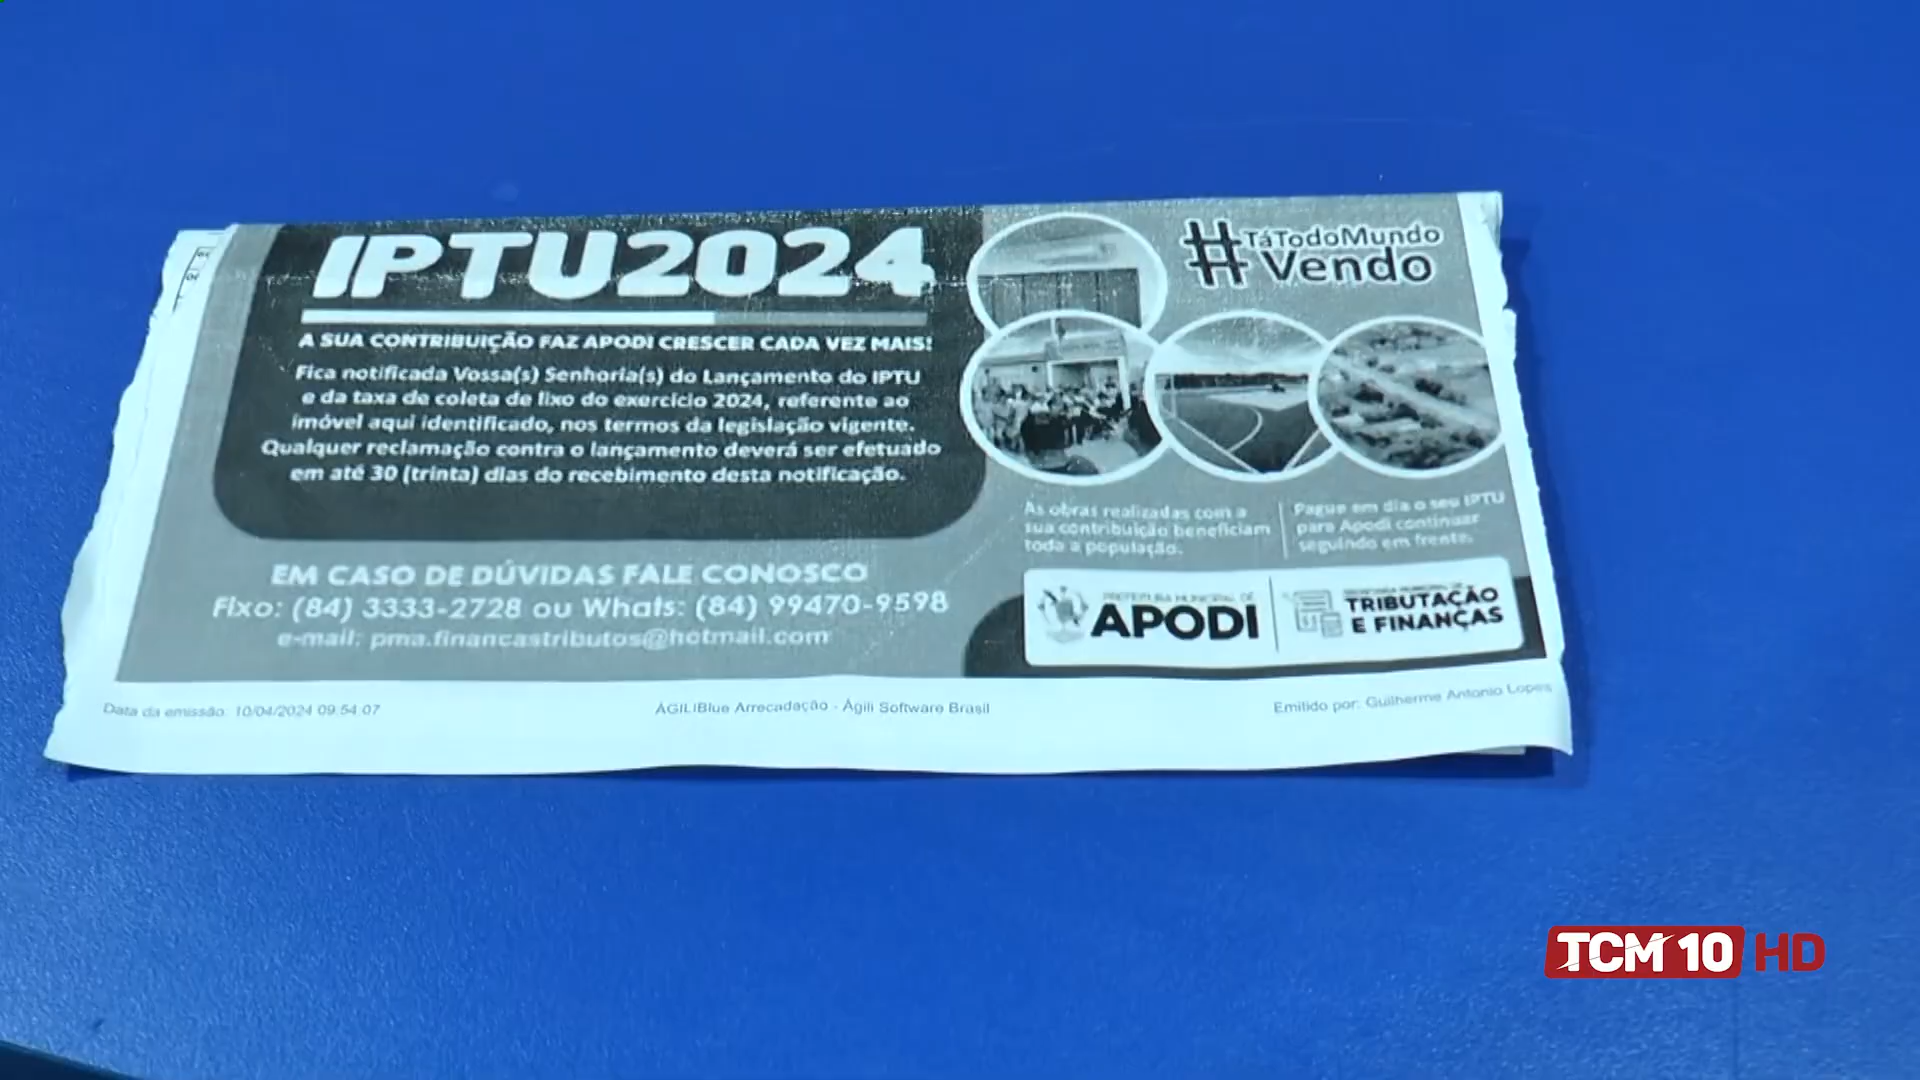 IPTU2024
A SUA CONTRIBUIÇÃO FAZ APODI CRESCER CADA VEZ MAIS!
Fica notificada Vossa(s) Senhoria(s) do Lançamento do IPTU
e da taxa de coleta de lixo do exercício 2024, referente ao
imóvel aqui identificado, nos termos da legislação vigente.
Qualquer reclamação contra o lançamento deverá ser efetuado
em até 30 (trinta) dias do recebimento desta notificação.
EM CASO DE DÚVIDAS FALE CONOSCO
Fixo: (84) 3333-2728 ou Whats: (84) 99470-9598
e-mail: pma.financastributos@hotmail.com
#TáTodoMundo
Vendo
As obras realizadas com a
sua contribuição beneficiam
toda a população.
Pague em dia o seu IPTU
para Apodi continuar
seguindo em frente.
PREFEITURA MUNICIPAL DE
APODI
SECRETARIA MUNICIPAL DE
TRIBUTAÇÃO
E FINANÇAS
Data da emissão: 10/04/2024 09:54:07
ÁGILIBlue Arrecadação - Ágili Software Brasil
Emitido por: Guilherme Antonio Lopes
TCM 10 HD